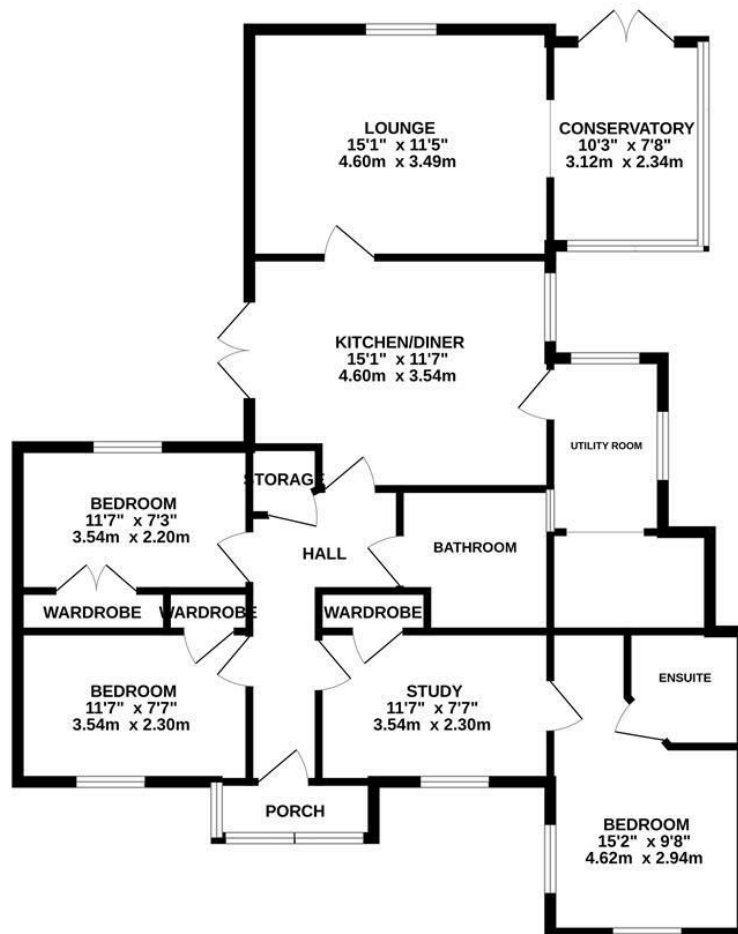 LOUNGE
15'1" x 11'5"
4.60m x 3.49m
CONSERVATORY
10'3" x 7'8"
3.12m x 2.34m
KITCHEN/DINER
15'1" x 11'7"
4.60m x 3.54m
UTILITY ROOM
STORAGE
BEDROOM
11'7" x 7'3"
3.54m x 2.20m
HALL
BATHROOM
WARDROBE
WARDROBE
WARDROBE
BEDROOM
11'7" x 7'7"
3.54m x 2.30m
STUDY
11'7" x 7'7"
3.54m x 2.30m
ENSUITE
PORCH
BEDROOM
15'2" x 9'8"
4.62m x 2.94m